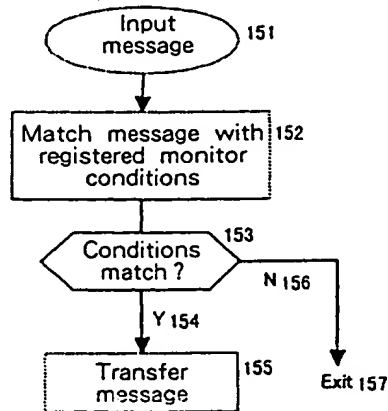 Input
message
151
Match message with
registered monitor
conditions
152
Conditions
match ?
153
N 156
Y 154
Transfer
message
155
Exit 157